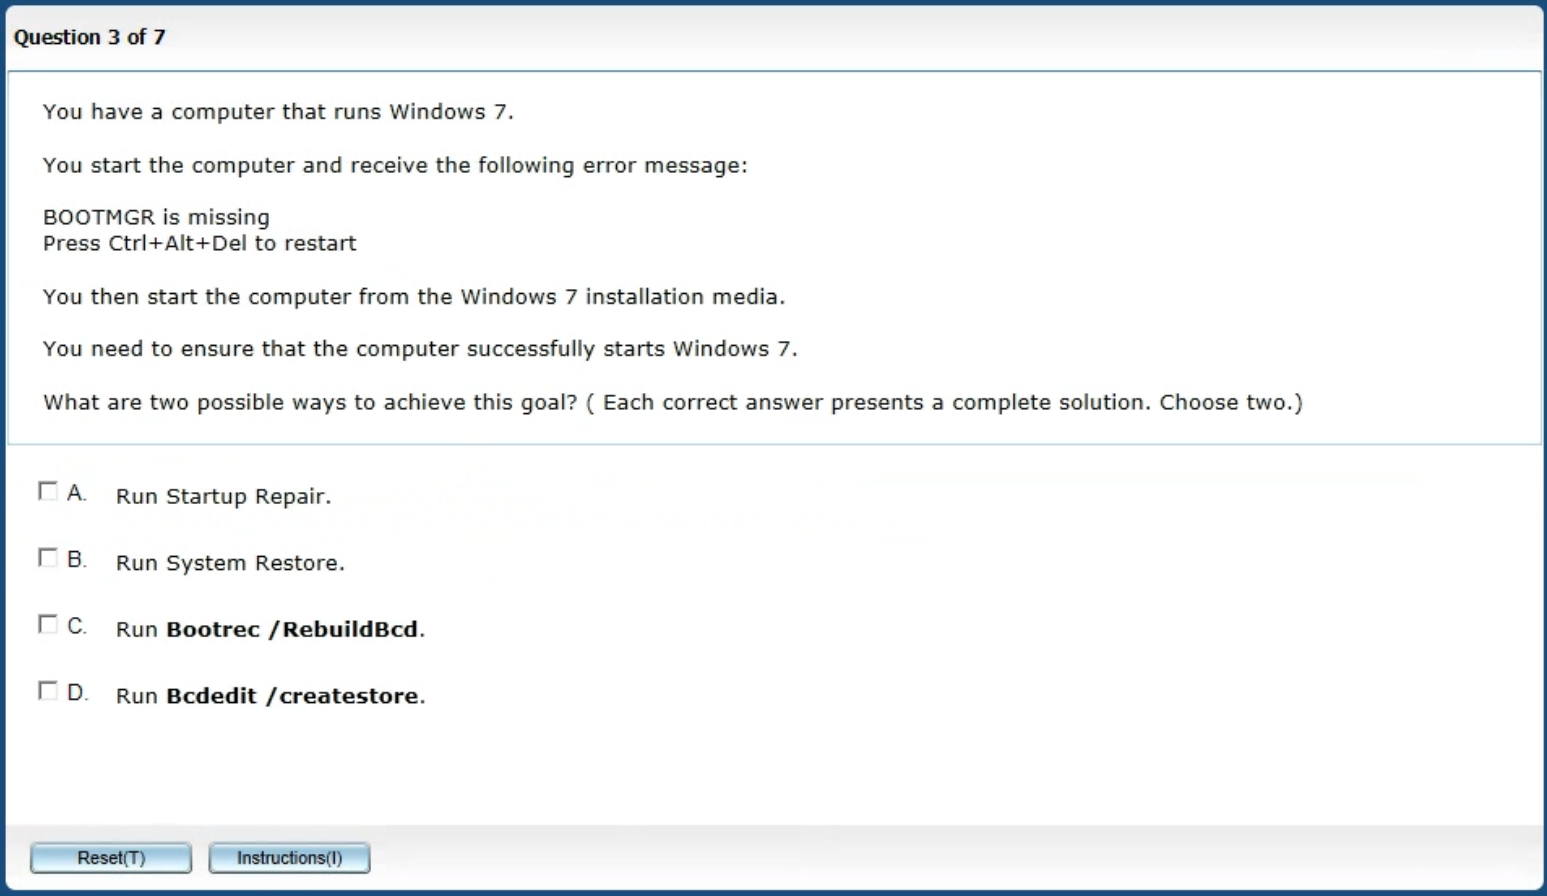 Question 3 of 7
You have a computer that runs Windows 7.
You start the computer and receive the following error message:
BOOTMGR is missing
Press Ctrl+Alt+Del to restart
You then start the computer from the Windows 7 installation media.
You need to ensure that the computer successfully starts Windows 7.
What are two possible ways to achieve this goal? ( Each correct answer presents a complete solution. Choose two.)
A. Run Startup Repair.
B. Run System Restore.
C. Run Bootrec /RebuildBcd.
D. Run Bcdedit /createstore.
Reset(T) Instructions(I)